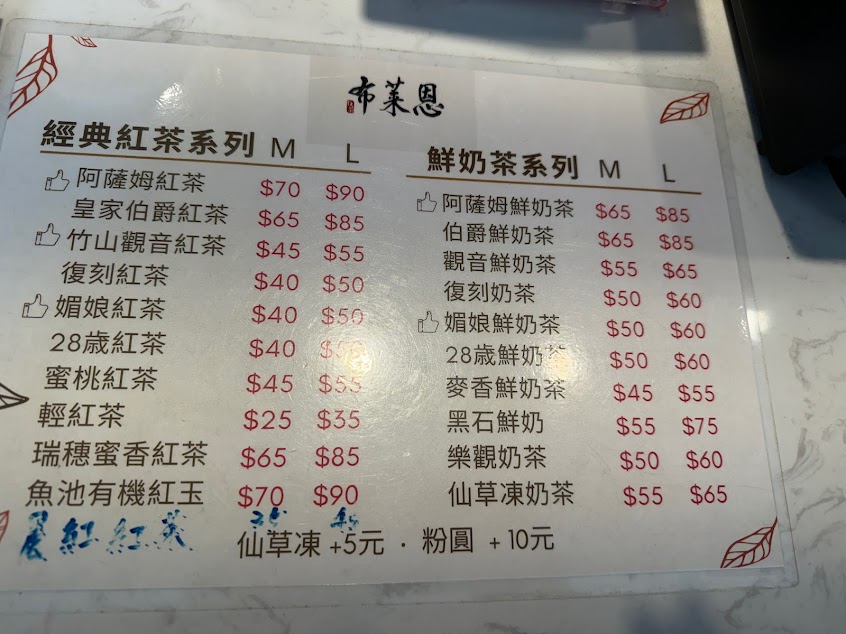 布萊恩
經典紅茶系列 M L
阿薩姆紅茶 $70 $90
皇家伯爵紅茶 $65 $85
竹山觀音紅茶 $45 $55
復刻紅茶 $40 $50
媚娘紅茶 $40 $50
28歲紅茶 $40 $50
蜜桃紅茶 $45 $55
輕紅茶 $25 $35
瑞穗蜜香紅茶 $65 $85
魚池有機紅玉 $70 $90
紅紅茶
鮮奶茶系列 M L
阿薩姆鮮奶茶 $65 $85
伯爵鮮奶茶 $65 $85
觀音鮮奶茶 $55 $65
復刻奶茶 $50 $60
媚娘鮮奶茶 $50 $60
28歲鮮奶茶 $50 $60
麥香鮮奶茶 $45 $55
黑石鮮奶 $55 $75
樂觀奶茶 $50 $60
仙草凍奶茶 $55 $65
仙草凍 +5元 · 粉圓 +10元